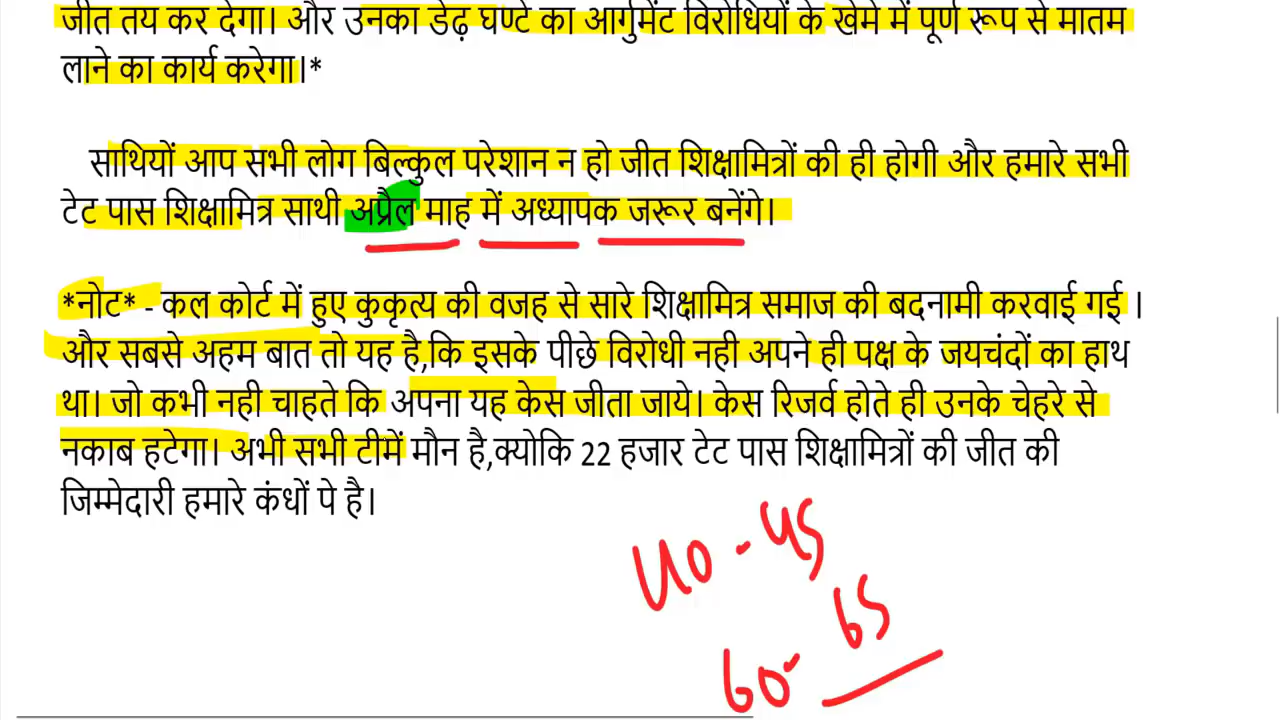 जीत तय कर देगा। और उनका डेढ़ घण्टे का आर्गुमेंट विरोधियों के खेमे में पूर्ण रूप से मातम
लाने का कार्य करेगा।*
साथियों आप सभी लोग बिल्कुल परेशान न हो जीत शिक्षामित्रों की ही होगी और हमारे सभी
टेट पास शिक्षामित्र साथी अप्रैल माह में अध्यापक जरूर बनेंगे।
*नोट* - कल कोर्ट में हुए कुकृत्य की वजह से सारे शिक्षामित्र समाज की बदनामी करवाई गई ।
और सबसे अहम बात तो यह है,कि इसके पीछे विरोधी नही अपने ही पक्ष के जयचंदों का हाथ
था। जो कभी नही चाहते कि अपना यह केस जीता जाये। केस रिजर्व होते ही उनके चेहरे से
नकाब हटेगा। अभी सभी टीमें मौन है,क्योकि 22 हजार टेट पास शिक्षामित्रों की जीत की
जिम्मेदारी हमारे कंधों पे है।
40 - 45
60 - 65